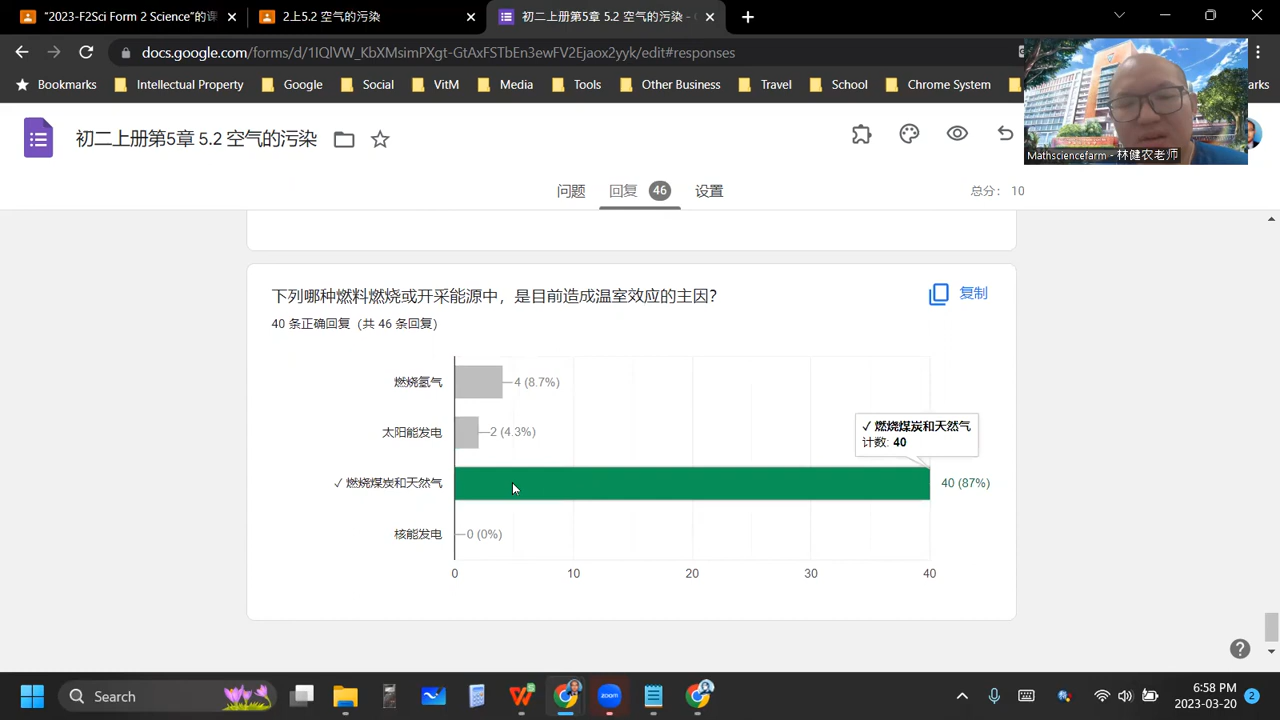 "2023-F2Sci Form 2 Science"的课
2上5.2 空气的污染
初二上册第5章 5.2 空气的污染 -
docs.google.com/forms/d/
/edit#responses
Bookmarks
Intellectual Property
Google
VitM
Media
Tools
Other Business
Travel
School
Chrome System
初二上册第5章 5.2 空气的污染
Mathsciencefarm - 林健农老师
问题
回复 46
设置
总分: 10
下列哪种燃料燃烧或开采能源中，是目前造成温室效应的主因?
复制
40 条正确回复（共 46 条回复）
燃烧氢气
4 (8.7%)
太阳能发电
2 (4.3%)
✓ 燃烧煤炭和天然气
计数: 40
✓ 燃烧煤炭和天然气
40 (87%)
核能发电
0 (0%)
0 10 20 30 40
Search
zoom
6:58 PM
2023-03-20
2